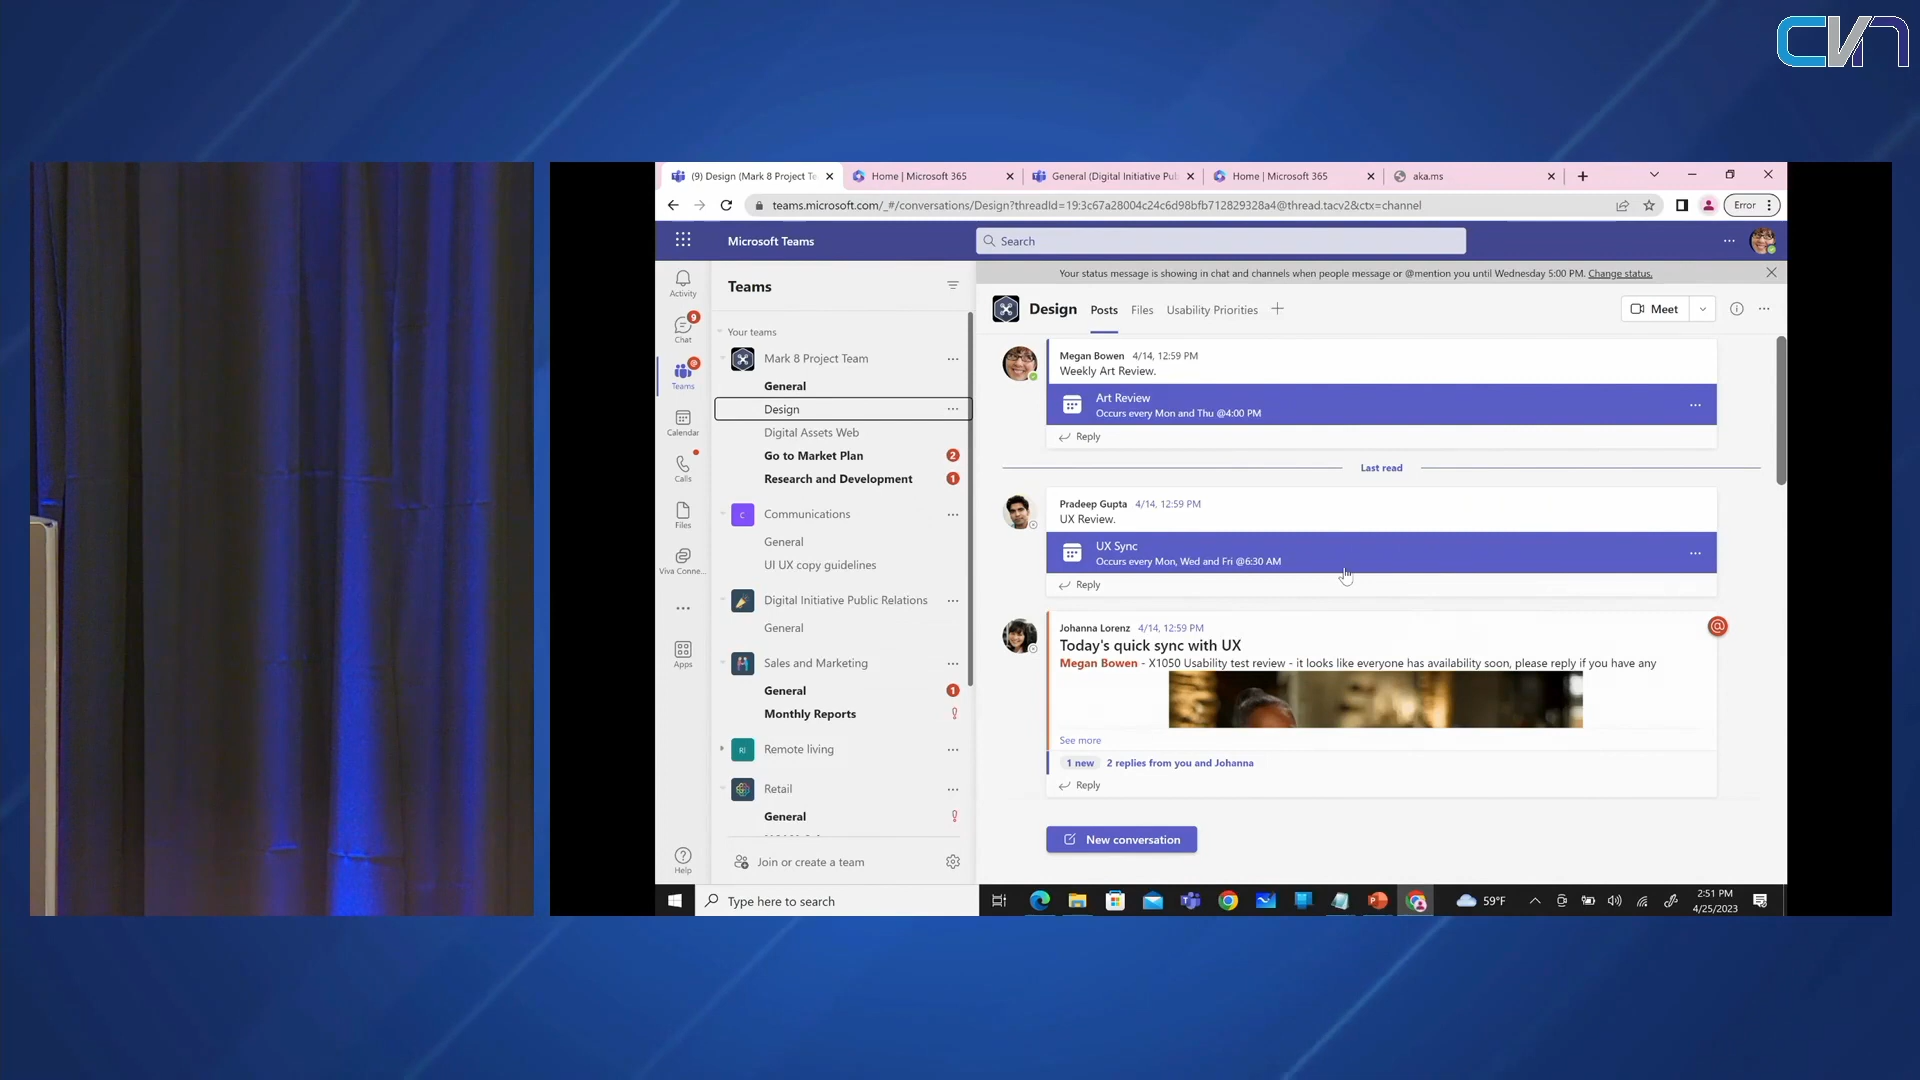 CVN
(9) Design (Mark 8 Project Te
Home | Microsoft 365
General (Digital Initiative Pub
Home | Microsoft 365
aka.ms
teams.microsoft.com/_#/conversations/Design?threadId=19:3c67a28004c24c6d98bfb712829328a4@thread.tacv2&ctx=channel
Error
Microsoft Teams
Search
Your status message is showing in chat and channels when people message or @mention you until Wednesday 5:00 PM. Change status.
Activity
9
Chat
Teams
Calendar
Calls
Files
Viva Conne...
Apps
Help
Teams
Your teams
Mark 8 Project Team
General
Design
Digital Assets Web
Go to Market Plan 2
Research and Development 1
C Communications
General
UI UX copy guidelines
Digital Initiative Public Relations
General
Sales and Marketing
General 1
Monthly Reports !
Rl Remote living
Retail
General !
Join or create a team
Design Posts Files Usability Priorities
Meet
Megan Bowen 4/14, 12:59 PM
Weekly Art Review.
Art Review
Occurs every Mon and Thu @4:00 PM
Reply
Last read
Pradeep Gupta 4/14, 12:59 PM
UX Review.
UX Sync
Occurs every Mon, Wed and Fri @6:30 AM
Reply
Johanna Lorenz 4/14, 12:59 PM
@
Today's quick sync with UX
Megan Bowen - X1050 Usability test review - it looks like everyone has availability soon, please reply if you have any
See more
1 new 2 replies from you and Johanna
Reply
New conversation
Type here to search
59°F
2:51 PM
4/25/2023